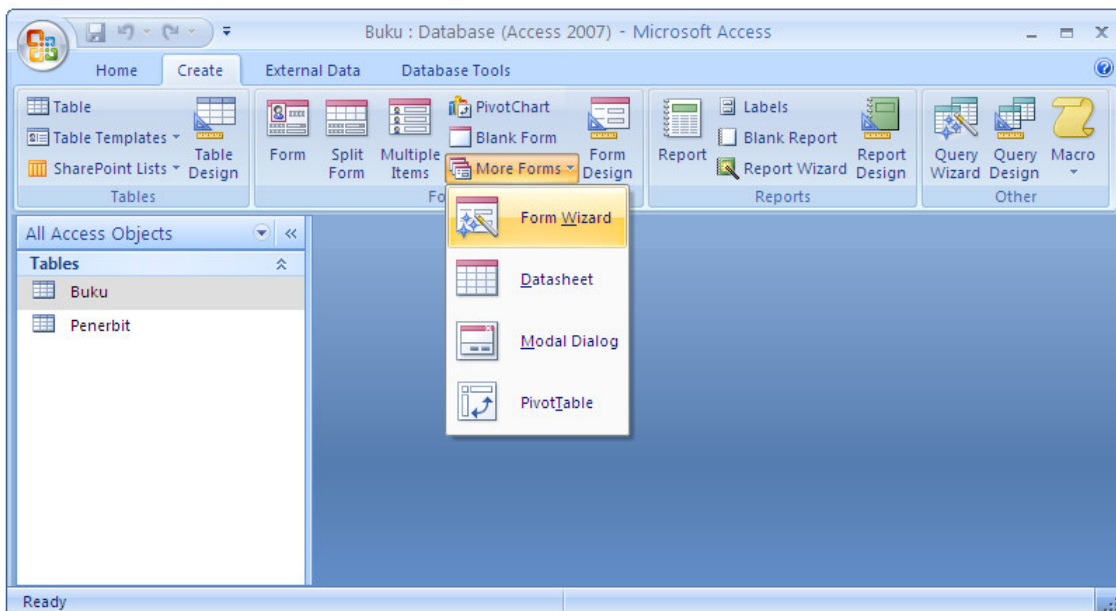 Buku : Database (Access 2007) - Microsoft Access
Home Create External Data Database Tools
Table
Table Templates
SharePoint Lists
Table Design
Tables
Form
Split Form
Multiple Items
PivotChart
Blank Form
More Forms
Form Design
Fo
Report
Labels
Blank Report
Report Wizard
Report Design
Reports
Query Wizard
Query Design
Macro
Other
Form Wizard
Datasheet
Modal Dialog
PivotTable
All Access Objects
Tables
Buku
Penerbit
Ready